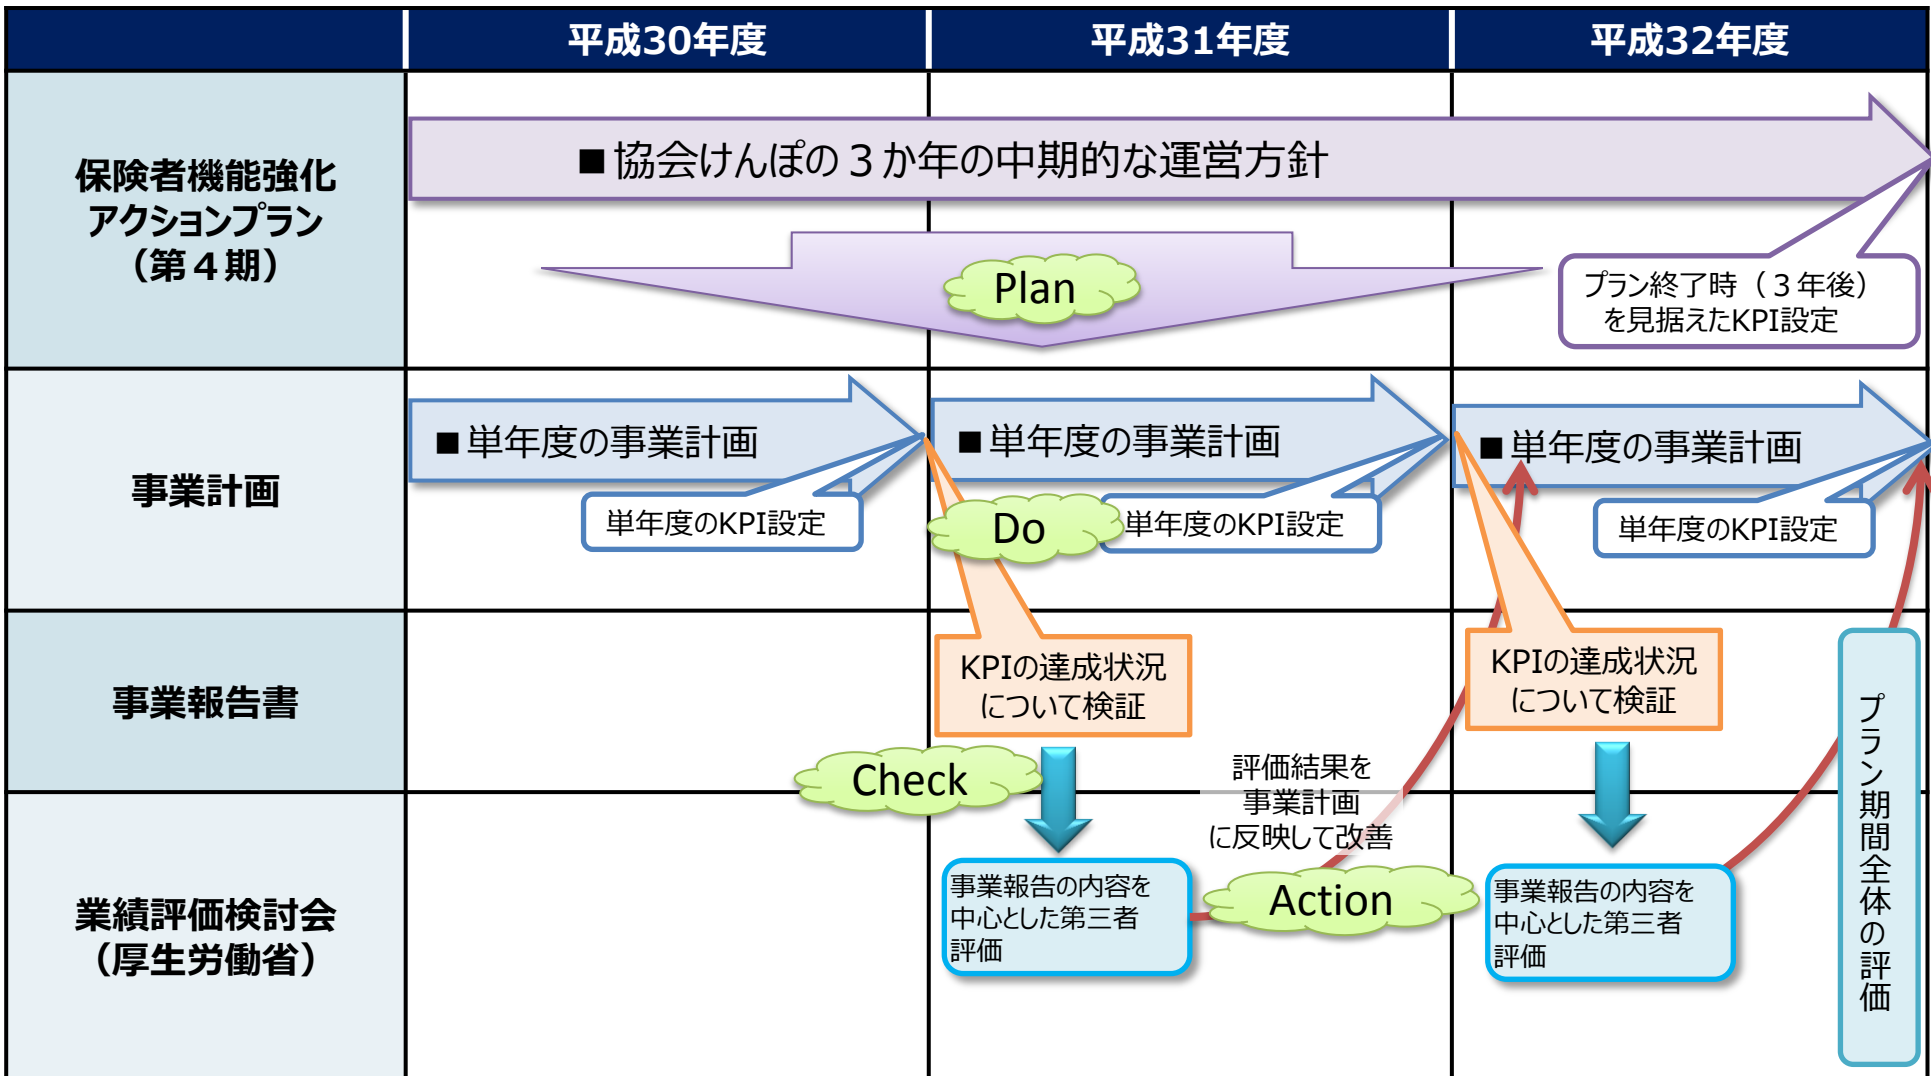 平成30年度
平成31年度
平成32年度
保険者機能強化
アクションプラン
（第４期）
■協会けんぽの３か年の中期的な運営方針
Plan
プラン終了時（３年後）
を見据えたKPI設定
事業計画
■単年度の事業計画
単年度のKPI設定
■単年度の事業計画
Do
単年度のKPI設定
■単年度の事業計画
単年度のKPI設定
事業報告書
KPIの達成状況
について検証
KPIの達成状況
について検証
Check
評価結果を
事業計画
に反映して改善
業績評価検討会
（厚生労働省）
事業報告の内容を
中心とした第三者
評価
Action
事業報告の内容を
中心とした第三者
評価
プラン期間全体の評価